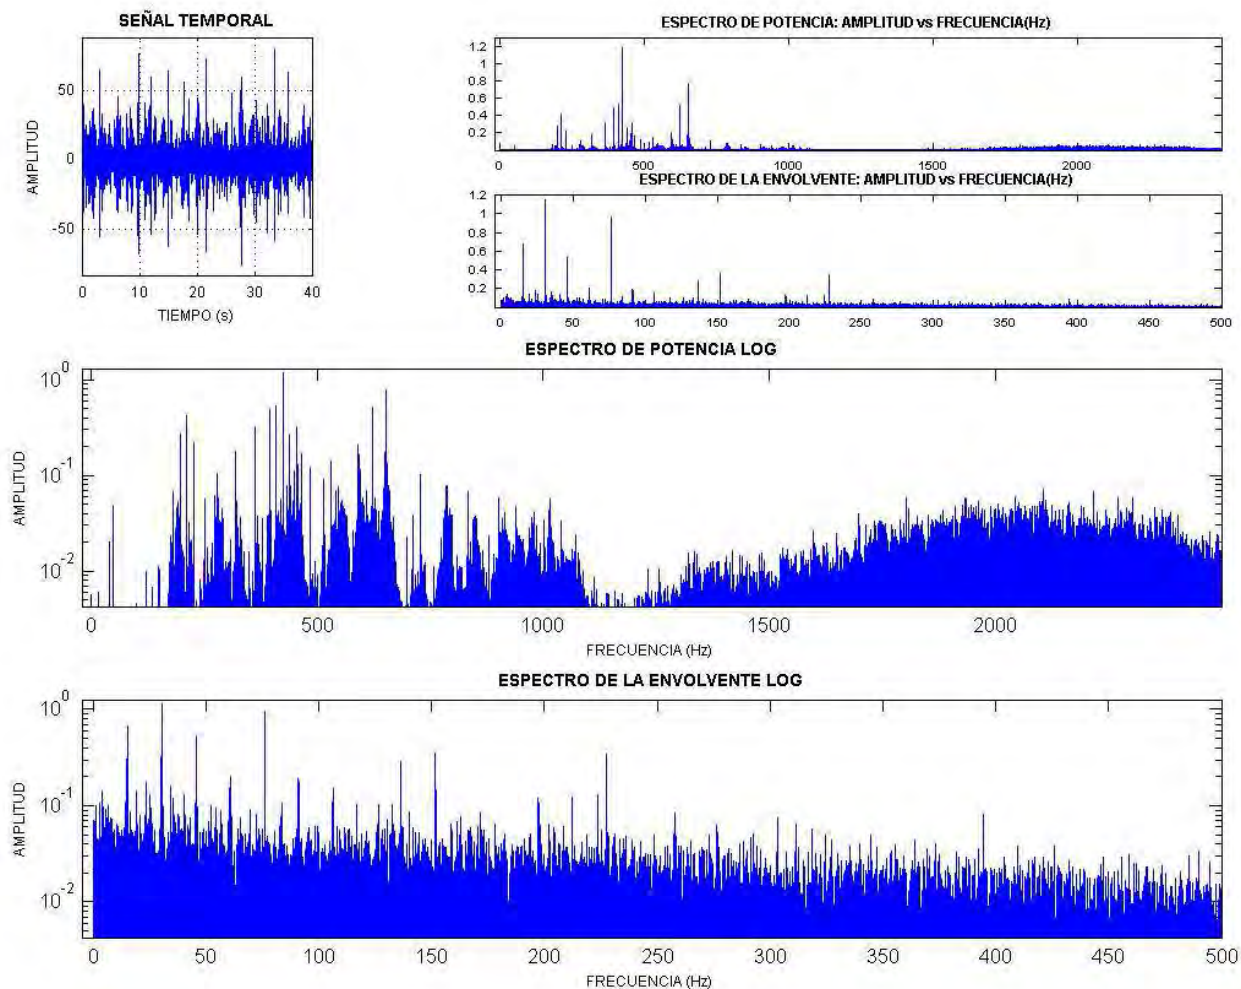 SEÑAL TEMPORAL
AMPLITUD
50
0
-50
0 10 20 30 40
TIEMPO (s)
ESPECTRO DE POTENCIA: AMPLITUD vs FRECUENCIA(Hz)
1.2
1
0.8
0.6
0.4
0.2
0 500 1000 1500 2000
ESPECTRO DE LA ENVOLVENTE: AMPLITUD vs FRECUENCIA(Hz)
1.2
1
0.8
0.6
0.4
0.2
0 50 100 150 200 250 300 350 400 450 500
ESPECTRO DE POTENCIA LOG
AMPLITUD
10^0
10^-1
10^-2
0 500 1000 1500 2000
FRECUENCIA (Hz)
ESPECTRO DE LA ENVOLVENTE LOG
AMPLITUD
10^0
10^-1
10^-2
0 50 100 150 200 250 300 350 400 450 500
FRECUENCIA (Hz)